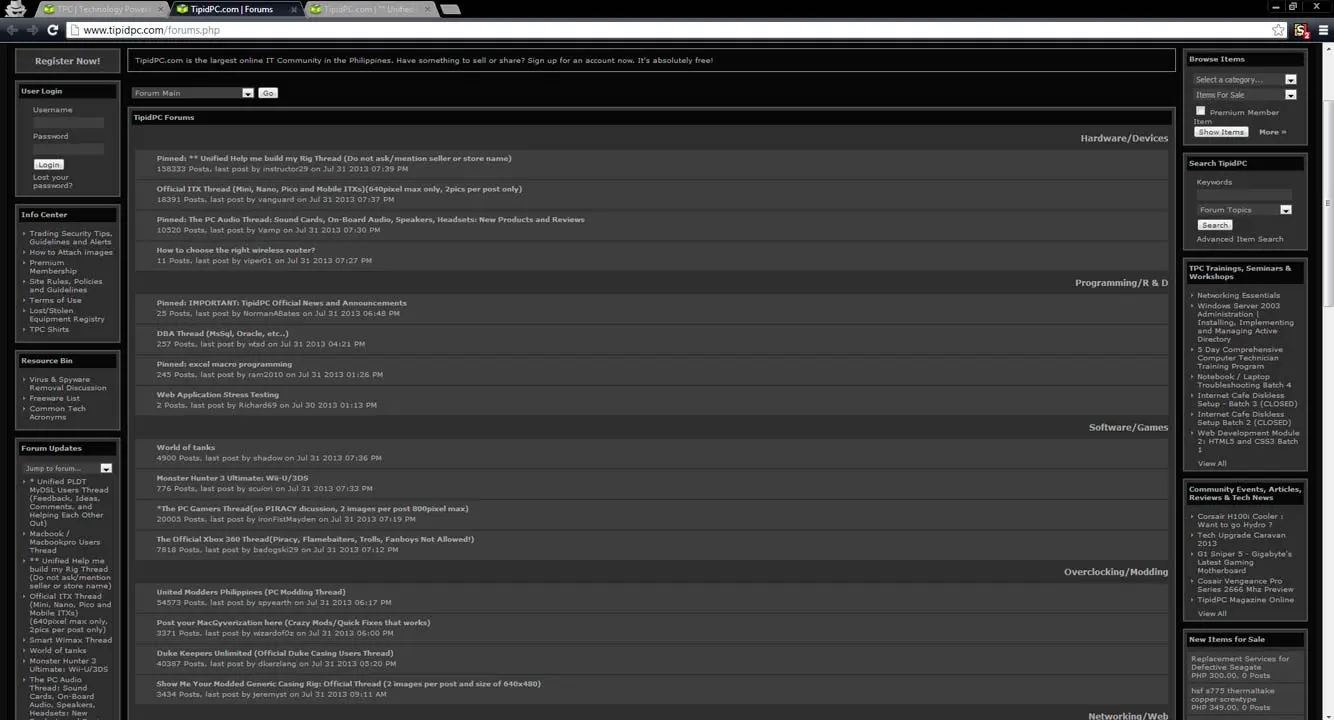 TPC | Technology Power
TipidPC.com | Forums
TipidPC.com | ** Unified
www.tipidpc.com/forums.php
Register Now!
User Login
Username
Password
Login
Lost your
password?
Info Center
Trading Security Tips,
Guidelines and Alerts
How to Attach images
Premium
Membership
Site Rules, Policies
and Guidelines
Terms of Use
Lost/Stolen
Equipment Registry
TPC Shirts
Resource Bin
Virus & Spyware
Removal Discussion
Freeware List
Common Tech
Acronyms
Forum Updates
Jump to forum...
* Unified PLDT
MyDSL Users Thread
(Feedback, Ideas,
Comments, and
Helping Each Other
Out)
Macbook /
Macbookpro Users
Thread
** Unified Help me
build my Rig Thread
(Do not ask/mention
seller or store name)
Official ITX Thread
(Mini, Nano, Pico and
Mobile ITXs)
(640pixel max only,
2pics per post only)
Smart Wimax Thread
World of tanks
Monster Hunter 3
Ultimate: Wii-U/3DS
The PC Audio
Thread: Sound
Cards, On-Board
Audio, Speakers,
Headsets: New
TipidPC.com is the largest online IT Community in the Philippines. Have something to sell or share? Sign up for an account now. It's absolutely free!
Forum Main
Go
TipidPC Forums
Hardware/Devices
Pinned: ** Unified Help me build my Rig Thread (Do not ask/mention seller or store name)
158333 Posts, last post by instructor29 on Jul 31 2013 07:39 PM
Official ITX Thread (Mini, Nano, Pico and Mobile ITXs)(640pixel max only, 2pics per post only)
18391 Posts, last post by vanguard on Jul 31 2013 07:37 PM
Pinned: The PC Audio Thread: Sound Cards, On-Board Audio, Speakers, Headsets: New Products and Reviews
10520 Posts, last post by Vamp on Jul 31 2013 07:30 PM
How to choose the right wireless router?
11 Posts, last post by viper01 on Jul 31 2013 07:27 PM
Programming/R & D
Pinned: IMPORTANT: TipidPC Official News and Announcements
25 Posts, last post by NormanABates on Jul 31 2013 06:48 PM
DBA Thread (MsSql, Oracle, etc..)
257 Posts, last post by wtsd on Jul 31 2013 04:21 PM
Pinned: excel macro programming
245 Posts, last post by ram2010 on Jul 31 2013 01:26 PM
Web Application Stress Testing
2 Posts, last post by Richard69 on Jul 30 2013 01:13 PM
Software/Games
World of tanks
4900 Posts, last post by shadow on Jul 31 2013 07:36 PM
Monster Hunter 3 Ultimate: Wii-U/3DS
776 Posts, last post by scuiori on Jul 31 2013 07:33 PM
*The PC Gamers Thread(no PIRACY dicussion, 2 images per post 800pixel max)
20005 Posts, last post by ironFistMayden on Jul 31 2013 07:19 PM
The Official Xbox 360 Thread(Piracy, Flamebaiters, Trolls, Fanboys Not Allowed!)
7818 Posts, last post by badogski29 on Jul 31 2013 07:12 PM
Overclocking/Modding
United Modders Philippines (PC Modding Thread)
54573 Posts, last post by spyearth on Jul 31 2013 06:17 PM
Post your MacGyverization here (Crazy Mods/Quick Fixes that works)
3371 Posts, last post by wizardof0z on Jul 31 2013 06:00 PM
Duke Keepers Unlimited (Official Duke Casing Users Thread)
40387 Posts, last post by dkerzlang on Jul 31 2013 05:20 PM
Show Me Your Modded Generic Casing Rig: Official Thread (2 images per post and size of 640x480)
3434 Posts, last post by jeremyst on Jul 31 2013 09:11 AM
Networking/Web
Browse Items
Select a category...
Items For Sale
Premium Member
Item
Show Items
More »
Search TipidPC
Keywords
Forum Topics
Search
Advanced Item Search
TPC Trainings, Seminars &
Workshops
Networking Essentials
Windows Server 2003
Administration |
Installing, Implementing
and Managing Active
Directory
5 Day Comprehensive
Computer Technician
Training Program
Notebook / Laptop
Troubleshooting Batch 4
Internet Cafe Diskless
Setup - Batch 3 (CLOSED)
Internet Cafe Diskless
Setup Batch 2 (CLOSED)
Web Development Module
2: HTML5 and CSS3 Batch
1
View All
Community Events, Articles,
Reviews & Tech News
Corsair H100i Cooler :
Want to go Hydro ?
Tech Upgrade Caravan
2013
G1 Sniper 5 - Gigabyte's
Latest Gaming
Motherboard
Cosair Vengeance Pro
Series 2666 Mhz Preview
TipidPC Magazine Online
View All
New Items for Sale
Replacement Services for
Defective Seagate
PHP 300.00, 0 Posts
hsf s775 thermaltake
copper screwtype
PHP 349.00, 0 Posts